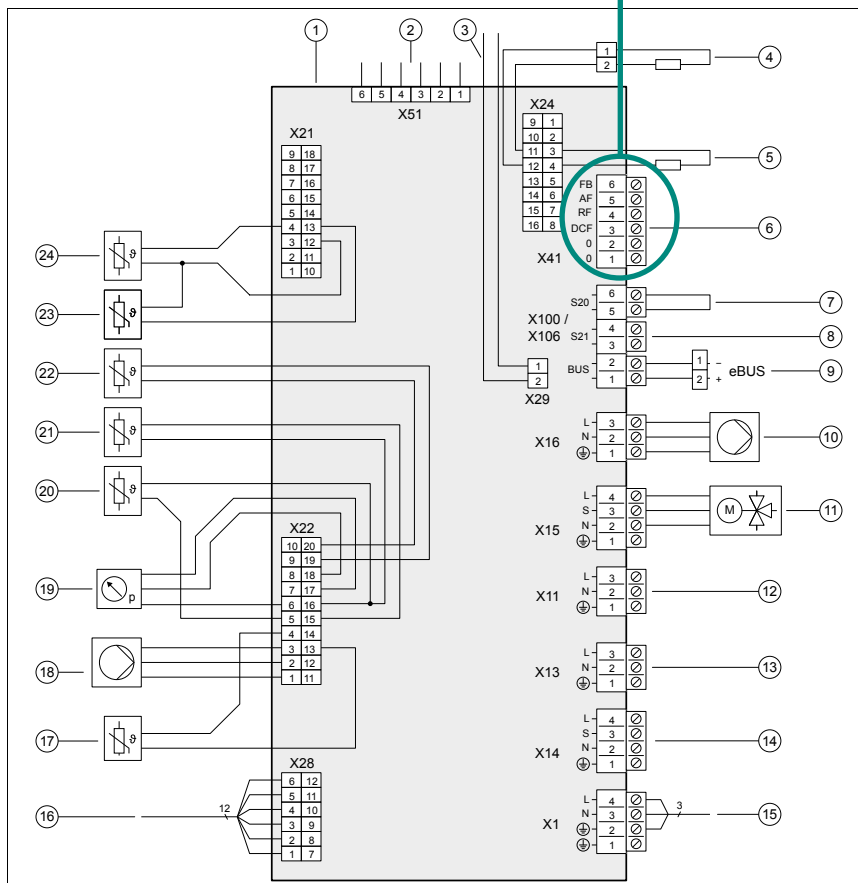 1 2 3
1
2
4
6 5 4 3 2 1
X51
X24
9 1
10 2
11 3
12 4
13 5
14 6
15 7
16 8
5
X21
9 18
8 17
7 16
6 15
5 14
4 13
3 12
2 11
1 10
FB 6
AF 5
RF 4
DCF 3
0 2
0 1
X41
6
24 ϑ
23 ϑ
22 ϑ
21 ϑ
20 ϑ
S20 6
5
7
X100 /
X106
S21 4
3
8
BUS 2
1
1 –
2 +
eBUS
9
1
2
X29
X16
L 3
N 2
1
10
X15
L 4
S 3
N 2
1
M
11
X22
10 20
9 19
8 18
7 17
6 16
5 15
4 14
3 13
2 12
1 11
19 p
18
17 ϑ
X11
L 3
N 2
1
12
X13
L 3
N 2
1
13
X14
L 4
S 3
N 2
1
14
X28
6 12
5 11
4 10
3 9
2 8
1 7
16 12
X1
L 4
N 3
2
1
3
15